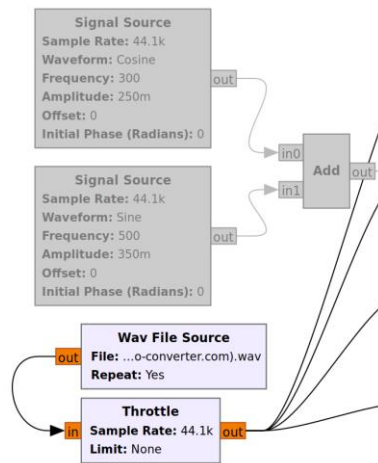 Signal Source
Sample Rate: 44.1k
Waveform: Cosine
Frequency: 300
Amplitude: 250m
Offset: 0
Initial Phase (Radians): 0
out
in0
in1
Add
out
Signal Source
Sample Rate: 44.1k
Waveform: Sine
Frequency: 500
Amplitude: 350m
Offset: 0
Initial Phase (Radians): 0
out
Wav File Source
File: ...o-converter.com).wav
Repeat: Yes
out
Throttle
Sample Rate: 44.1k
Limit: None
in
out